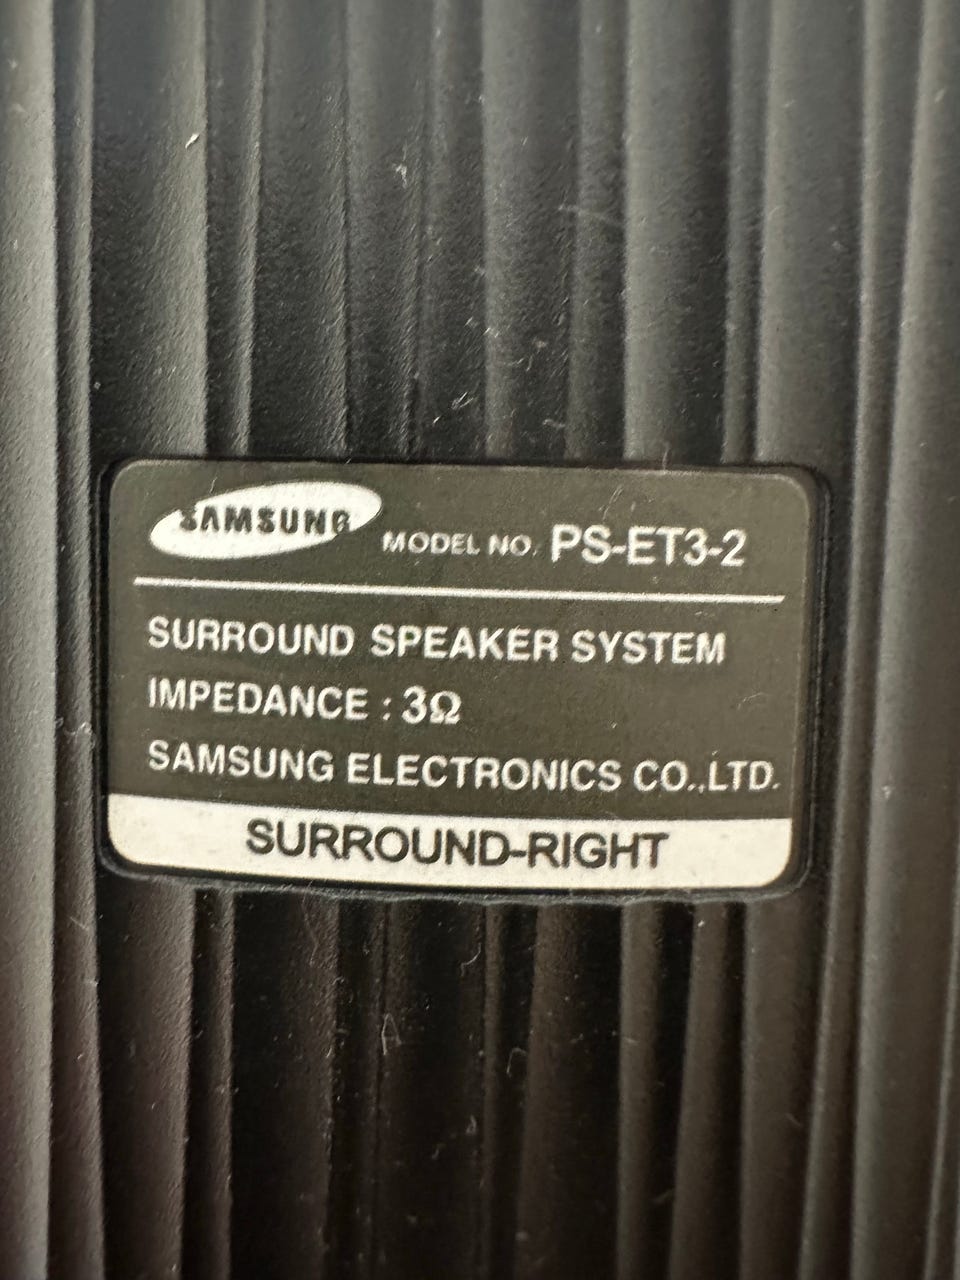 SAMSUNG MODEL NO. PS-ET3-2
SURROUND SPEAKER SYSTEM
IMPEDANCE : 3Ω
SAMSUNG ELECTRONICS CO.,LTD.
SURROUND-RIGHT